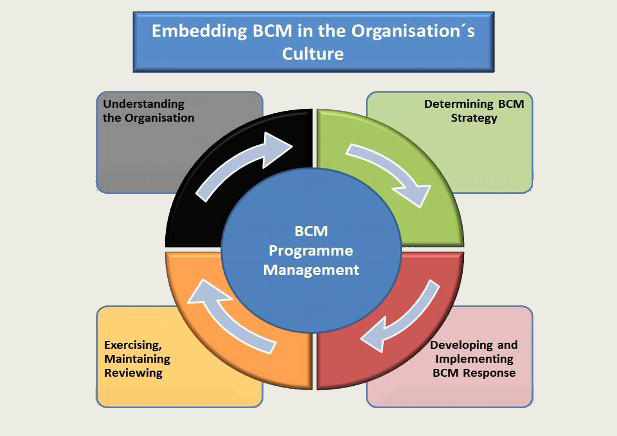 Embedding BCM in the Organisation´s
Culture
Understanding
the Organisation
Determining BCM
Strategy
BCM
Programme
Management
Exercising,
Maintaining
Reviewing
Developing and
Implementing
BCM Response